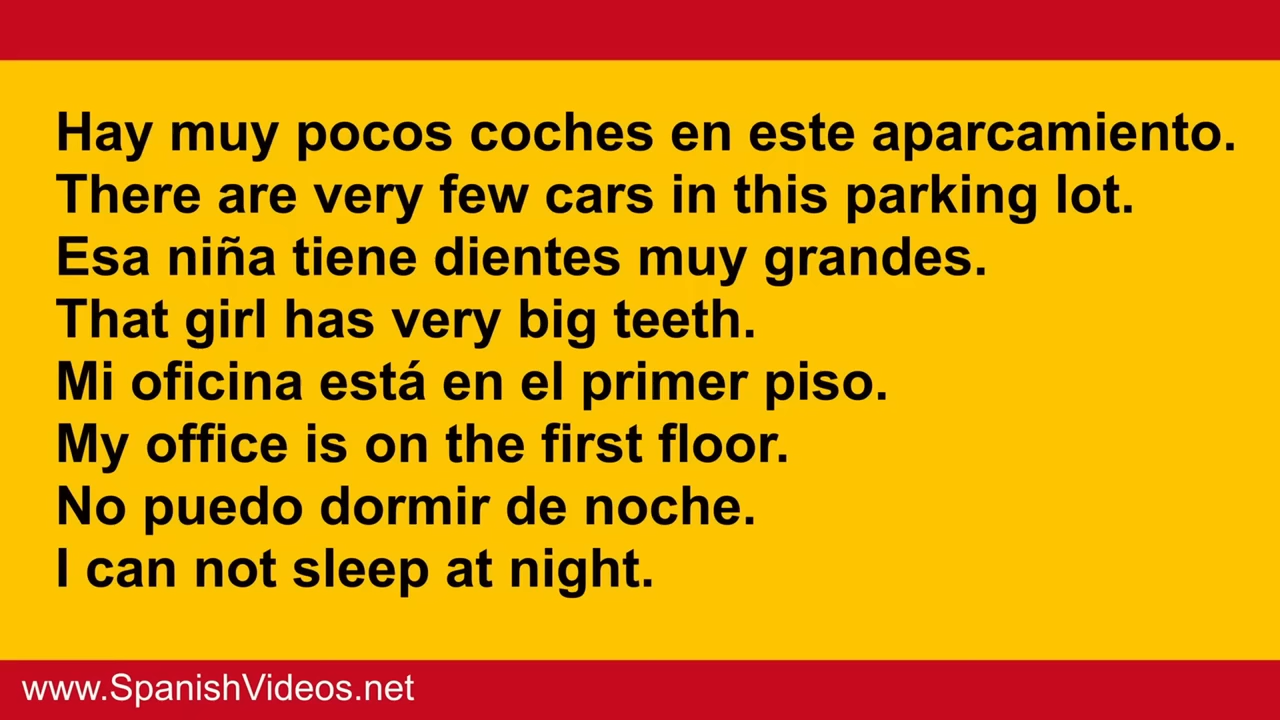 Hay muy pocos coches en este aparcamiento.
There are very few cars in this parking lot.
Esa niña tiene dientes muy grandes.
That girl has very big teeth.
Mi oficina está en el primer piso.
My office is on the first floor.
No puedo dormir de noche.
I can not sleep at night.
www.SpanishVideos.net